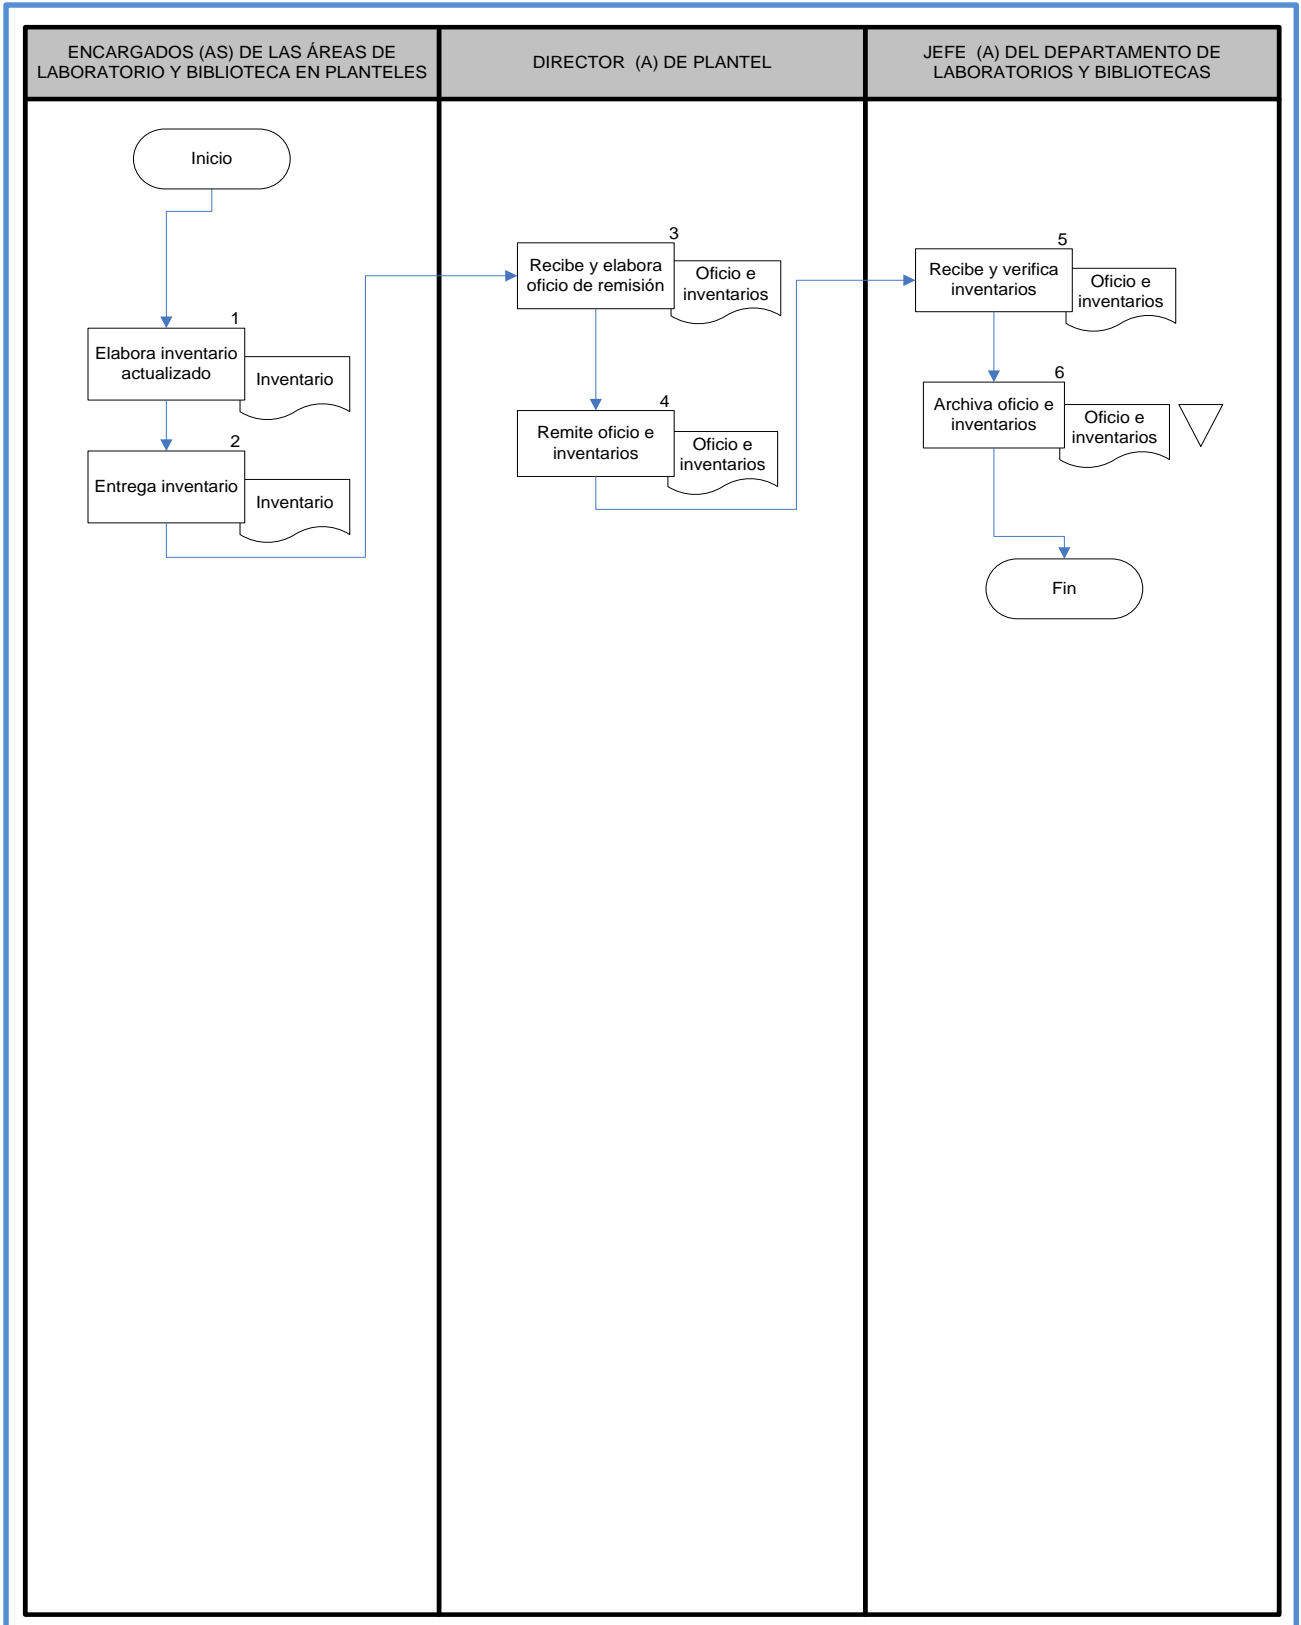 ENCARGADOS (AS) DE LAS ÁREAS DE
LABORATORIO Y BIBLIOTECA EN PLANTELES
DIRECTOR (A) DE PLANTEL
JEFE (A) DEL DEPARTAMENTO DE
LABORATORIOS Y BIBLIOTECAS
Inicio
1
Elabora inventario
actualizado
Inventario
2
Entrega inventario
Inventario
3
Recibe y elabora
oficio de remisión
Oficio e
inventarios
4
Remite oficio e
inventarios
Oficio e
inventarios
5
Recibe y verifica
inventarios
Oficio e
inventarios
6
Archiva oficio e
inventarios
Oficio e
inventarios
Fin